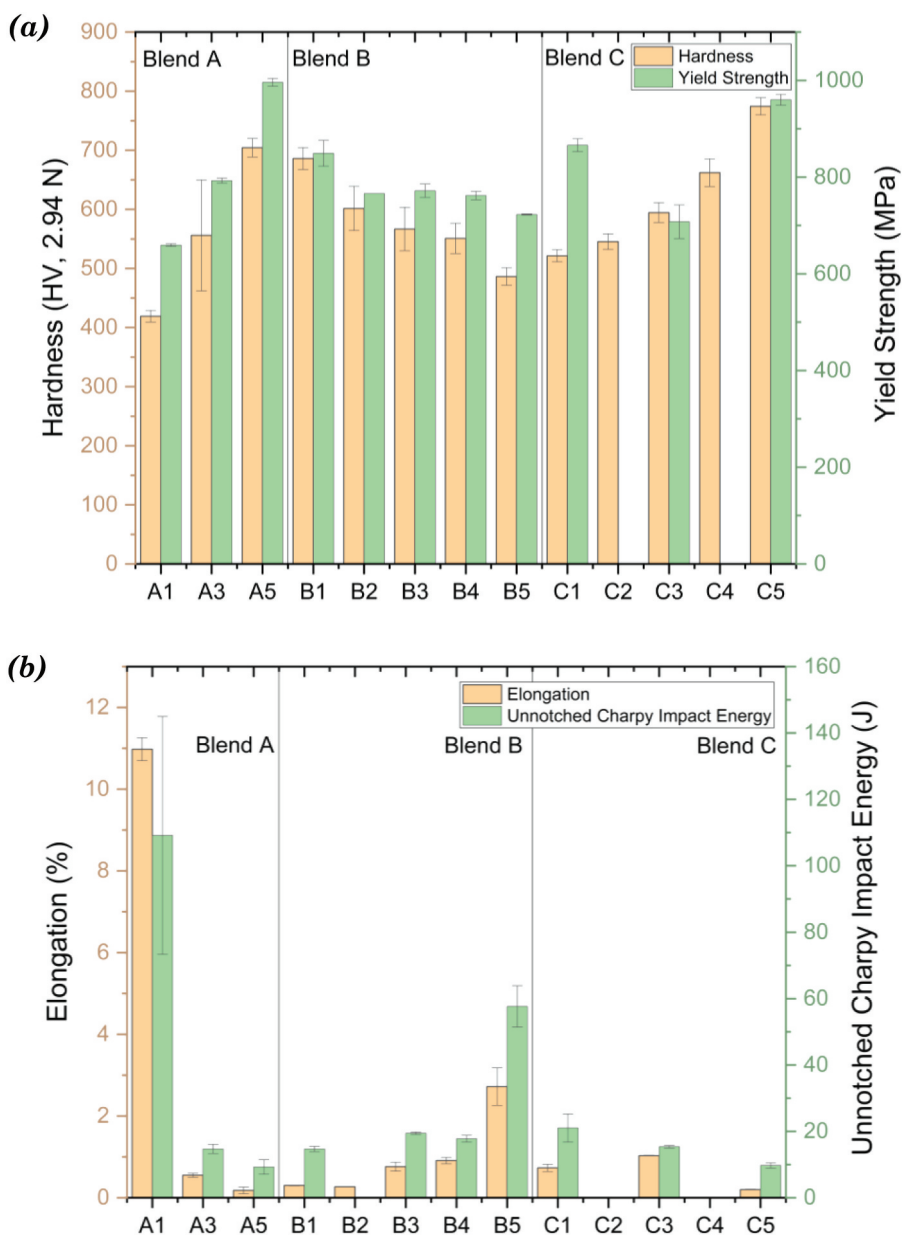 (a)
900
800
700
600
500
400
300
200
100
0
Hardness (HV, 2.94 N)
Blend A
Blend B
Blend C
Hardness
Yield Strength
1000
800
600
400
200
0
Yield Strength (MPa)
A1 A3 A5 B1 B2 B3 B4 B5 C1 C2 C3 C4 C5
(b)
12
10
8
6
4
2
0
Elongation (%)
Elongation
Unnotched Charpy Impact Energy
Blend A
Blend B
Blend C
160
140
120
100
80
60
40
20
0
Unnotched Charpy Impact Energy (J)
A1 A3 A5 B1 B2 B3 B4 B5 C1 C2 C3 C4 C5